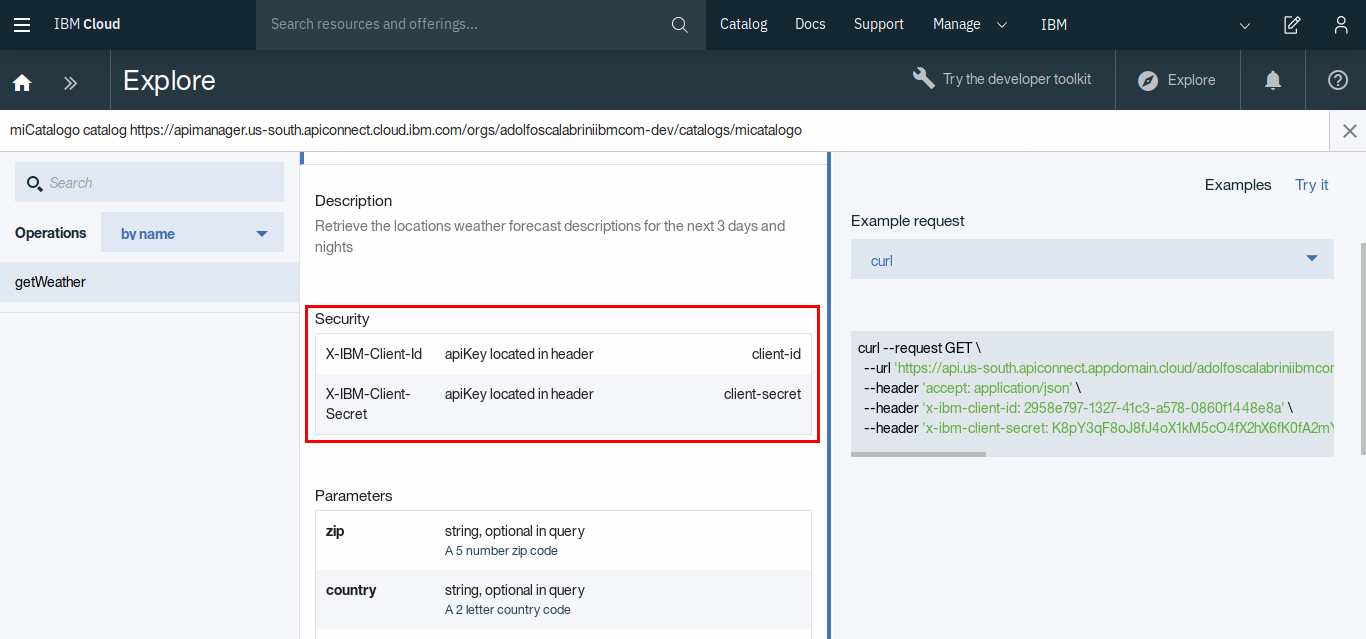 IBM Cloud
Search resources and offerings...
Catalog
Docs
Support
Manage
IBM
Explore
Try the developer toolkit
Explore
miCatalogo catalog https://apimanager.us-south.apiconnect.cloud.ibm.com/orgs/adolfoscalabriniibmcom-dev/catalogs/micatalogo
Search
Operations
by name
getWeather
Description
Retrieve the locations weather forecast descriptions for the next 3 days and
nights
Security
X-IBM-Client-Id apiKey located in header client-id
X-IBM-Client- apiKey located in header client-secret
Secret
Parameters
zip string, optional in query
A 5 number zip code
country string, optional in query
A 2 letter country code
Examples Try it
Example request
curl
curl --request GET \
--url 'https://api.us-south.apiconnect.appdomain.cloud/adolfoscalabriniibmcor
--header 'accept: application/json' \
--header 'x-ibm-client-id: 2958e797-1327-41c3-a578-0860f1448e8a' \
--header 'x-ibm-client-secret: K8pY3qF8oJ8fJ4oX1kM5cO4fX2hX6fK0fA2mY